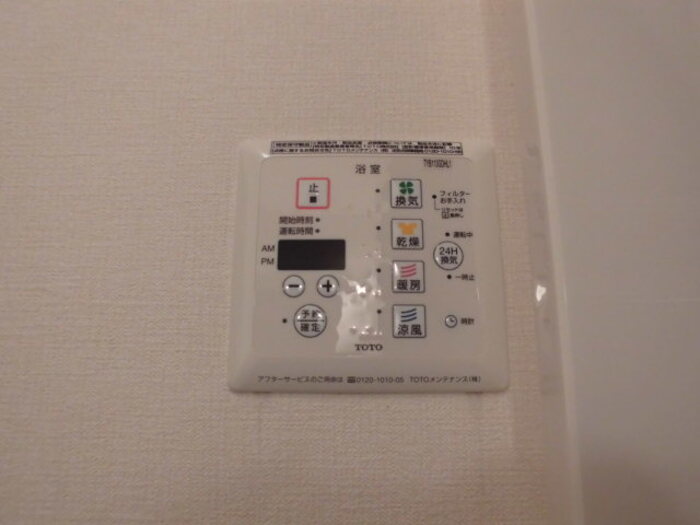 浴室
止
換気
フィルター
お手入れ
開始時刻
運転時間
乾燥
運転中
AM
PM
24H
換気
暖房
一時停止
− +
予約
確定
涼風
時計
TOTO
アフターサービスのご用命は 0120-1010-05 TOTOメンテナンス(株)